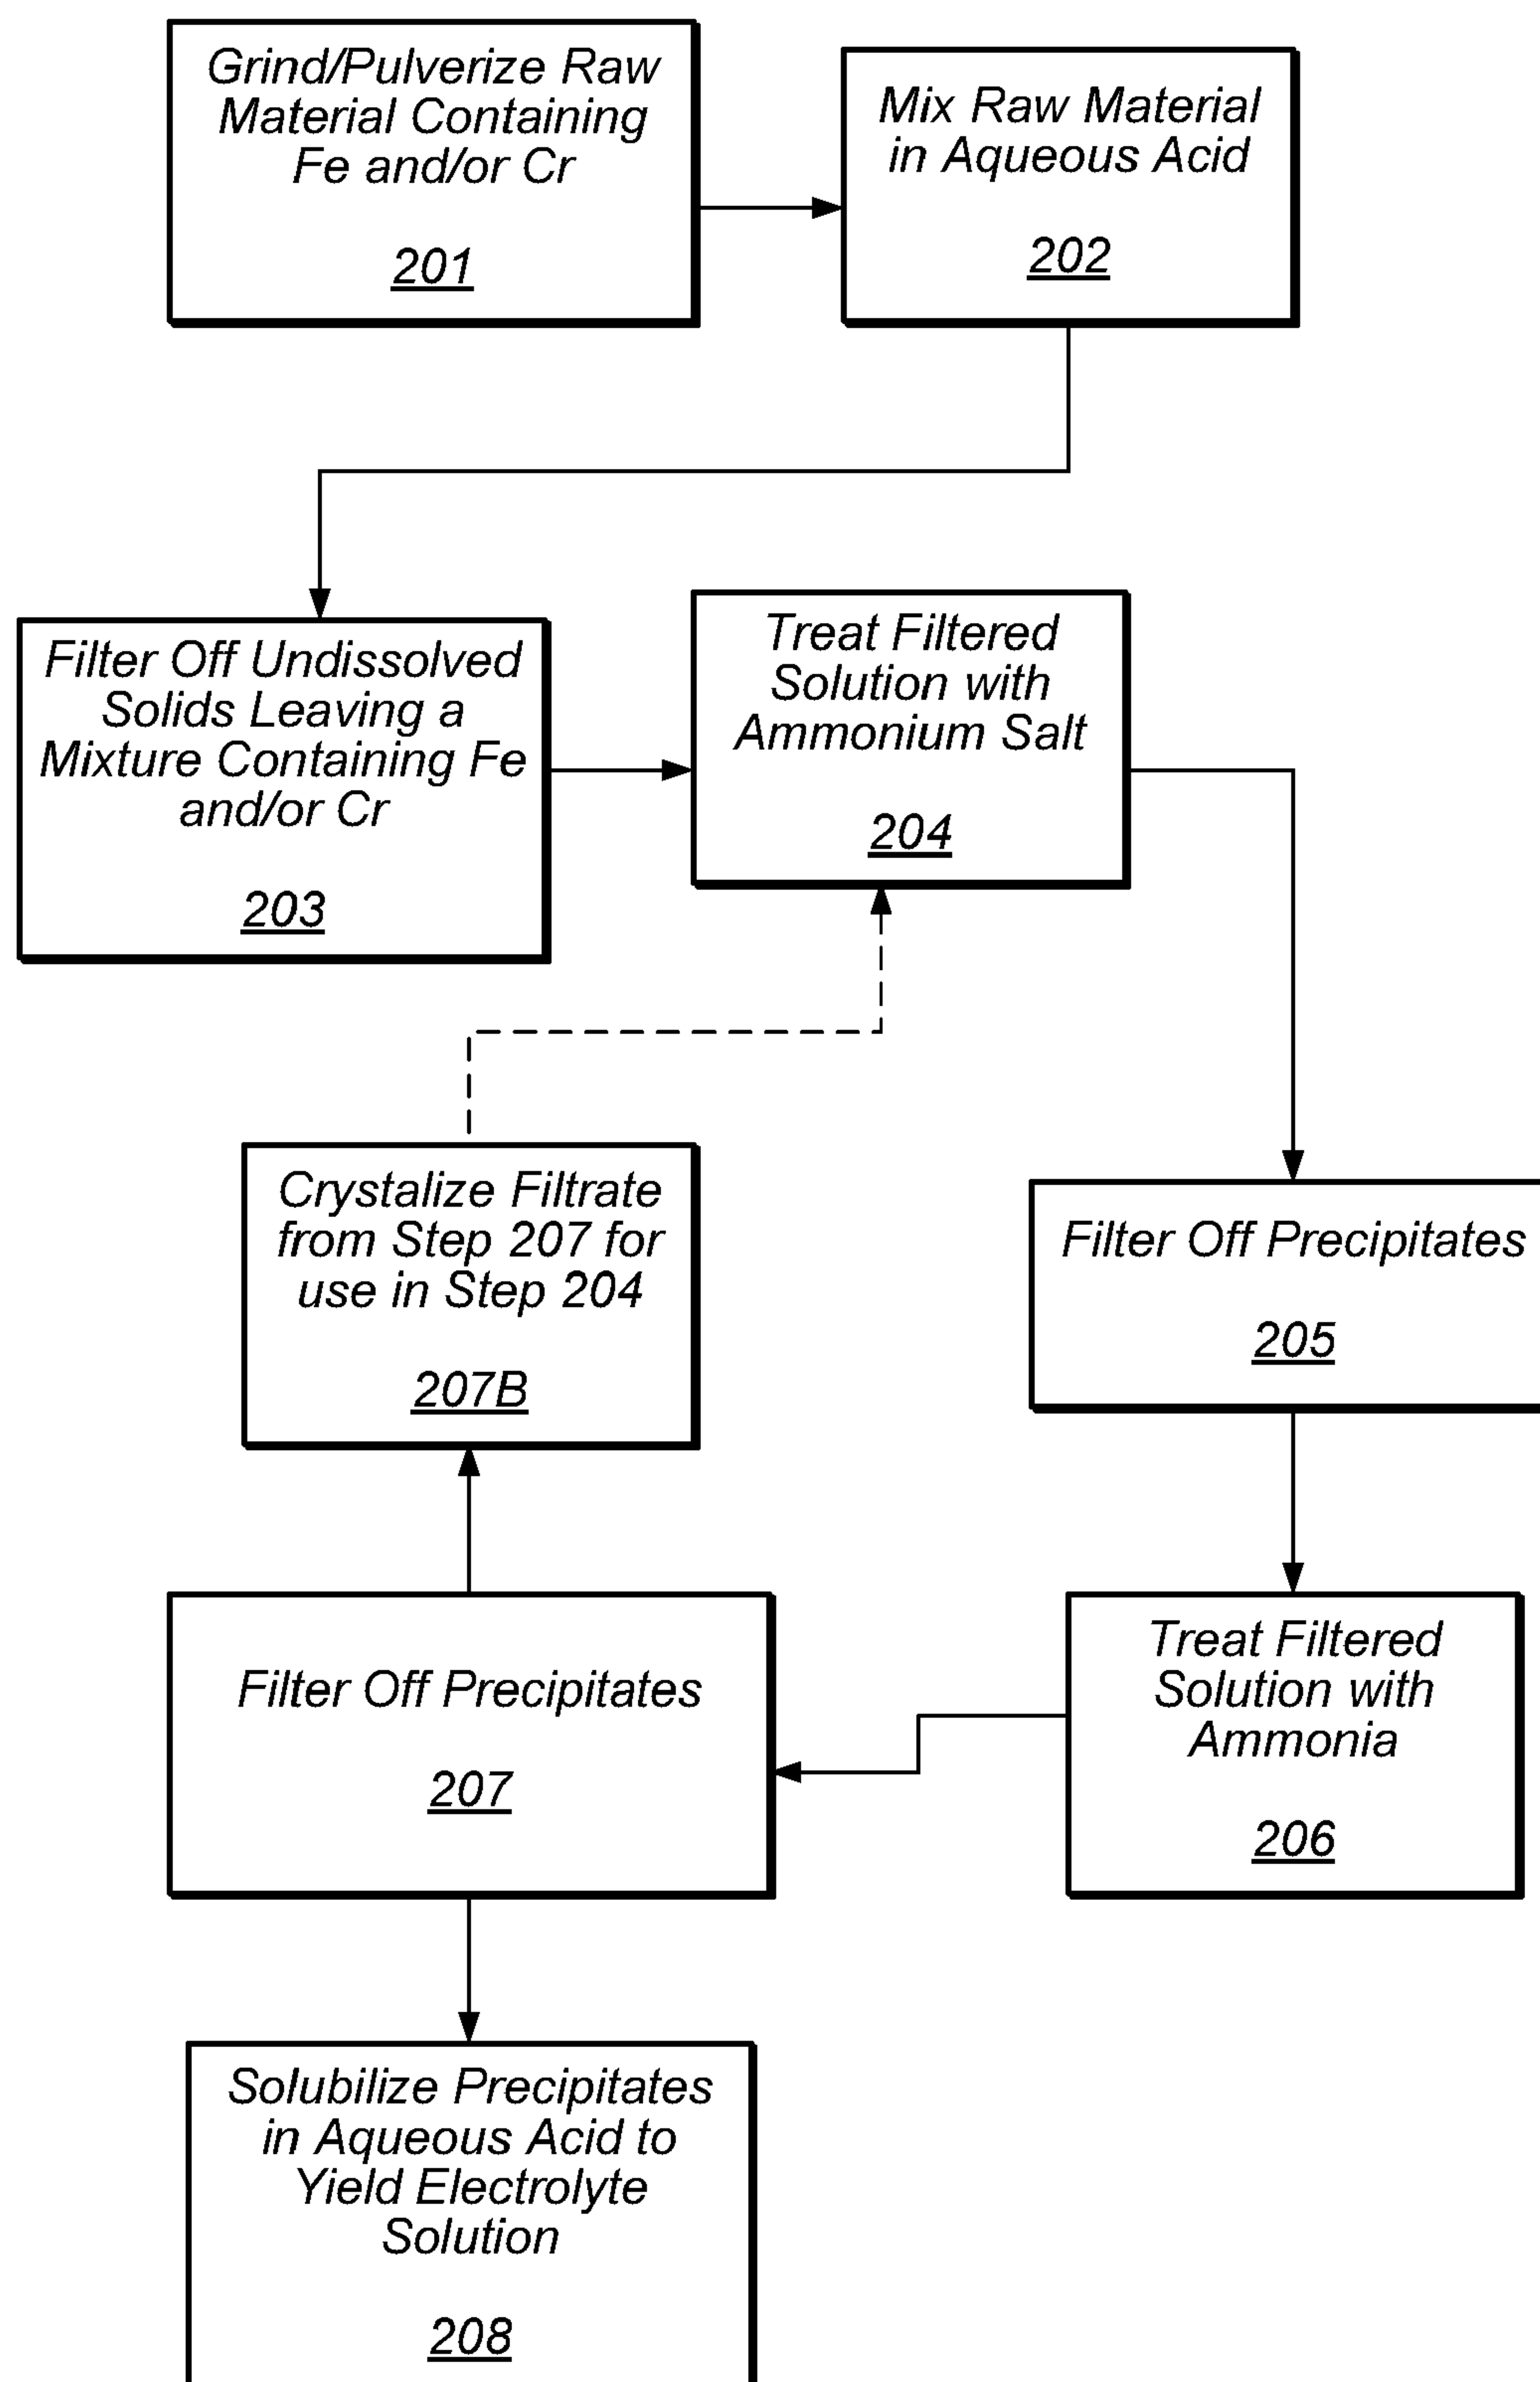 Grind/Pulverize Raw
Material Containing
Fe and/or Cr
201
Mix Raw Material
in Aqueous Acid
202
Filter Off Undissolved
Solids Leaving a
Mixture Containing Fe
and/or Cr
203
Treat Filtered
Solution with
Ammonium Salt
204
Crystalize Filtrate
from Step 207 for
use in Step 204
207B
Filter Off Precipitates
205
Filter Off Precipitates
207
Treat Filtered
Solution with
Ammonia
206
Solubilize Precipitates
in Aqueous Acid to
Yield Electrolyte
Solution
208